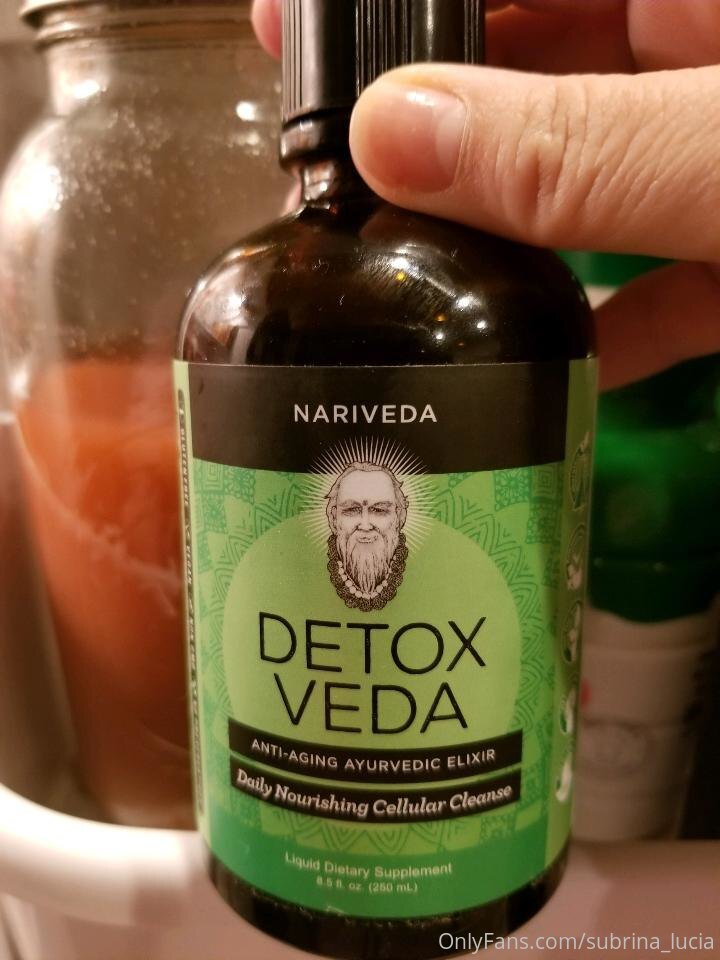 NARIVEDA
DETOX
VEDA
ANTI-AGING AYURVEDIC ELIXIR
Daily Nourishing Cellular Cleanse
Liquid Dietary Supplement
8.5 fl. oz. (250 mL)
OnlyFans.com/subrina_lucia